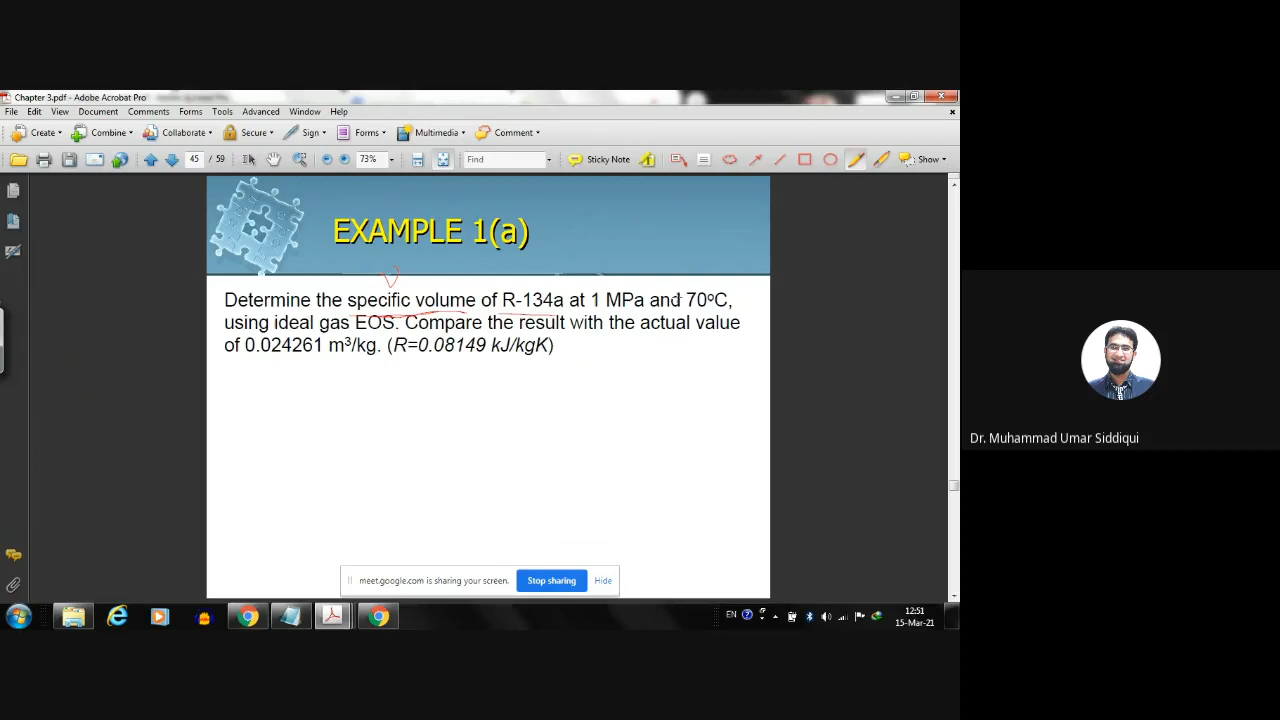 Chapter 3.pdf - Adobe Acrobat Pro
File Edit View Document Comments Forms Tools Advanced Window Help
Create Combine Collaborate Secure Sign Forms Multimedia Comment
45 / 59 73% Find Sticky Note Show
EXAMPLE 1(a)
V
Determine the specific volume of R-134a at 1 MPa and 70ºC,
using ideal gas EOS. Compare the result with the actual value
of 0.024261 m³/kg. (R=0.08149 kJ/kgK)
Dr. Muhammad Umar Siddiqui
meet.google.com is sharing your screen. Stop sharing Hide
EN 12:51
15-Mar-21